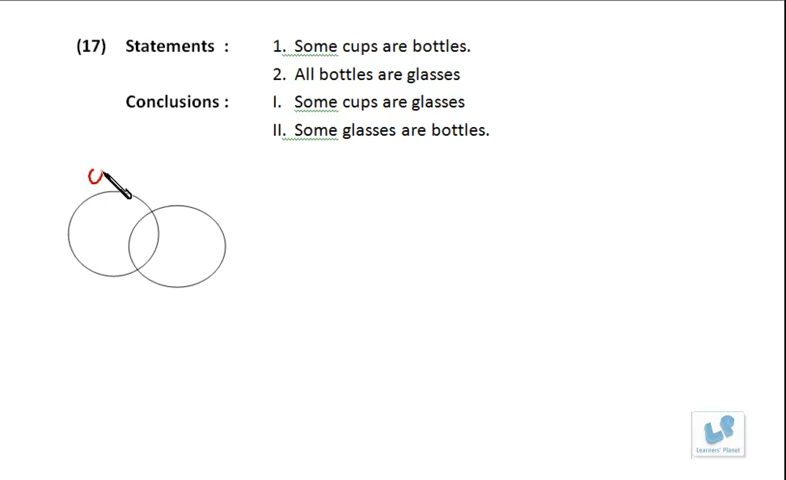 (17) Statements : 1. Some cups are bottles.
2. All bottles are glasses
Conclusions : I. Some cups are glasses
II. Some glasses are bottles.
C
LP
Learners' Planet